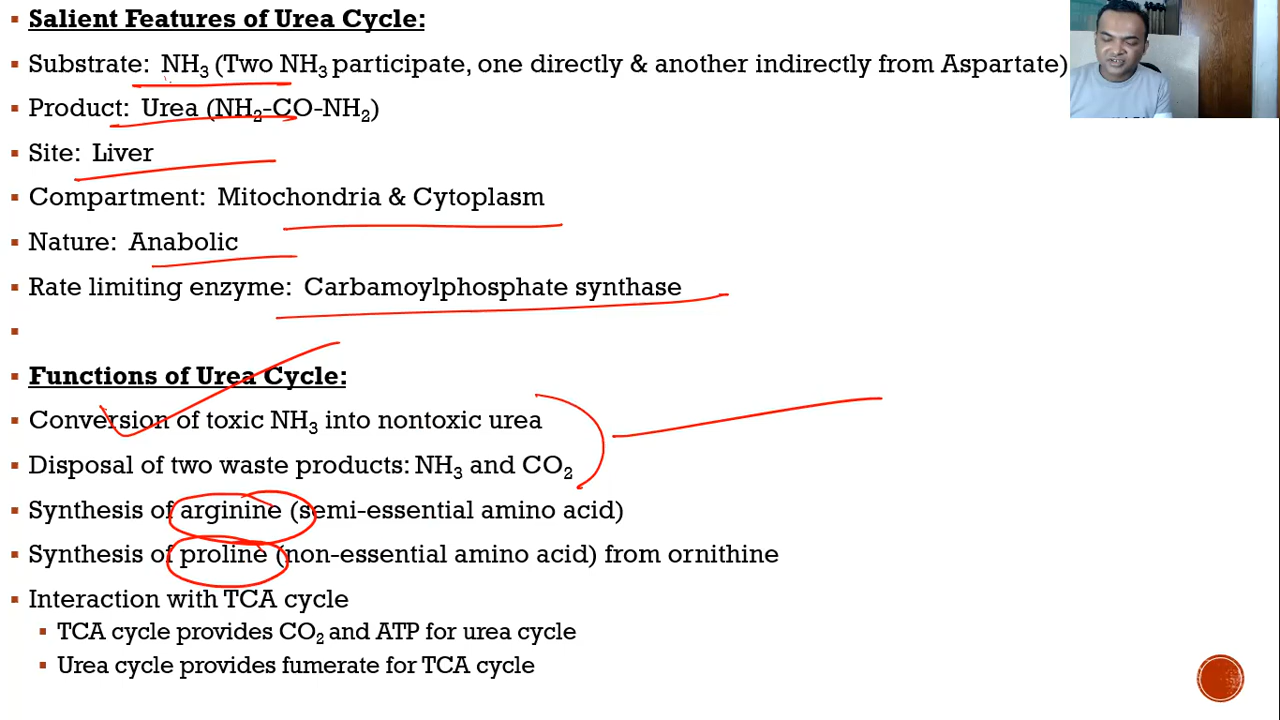 Salient Features of Urea Cycle:
Substrate: NH₃ (Two NH₃ participate, one directly & another indirectly from Aspartate)
Product: Urea (NH₂-CO-NH₂)
Site: Liver
Compartment: Mitochondria & Cytoplasm
Nature: Anabolic
Rate limiting enzyme: Carbamoylphosphate synthase
Functions of Urea Cycle:
Conversion of toxic NH₃ into nontoxic urea
Disposal of two waste products: NH₃ and CO₂
Synthesis of arginine (semi-essential amino acid)
Synthesis of proline (non-essential amino acid) from ornithine
Interaction with TCA cycle
TCA cycle provides CO₂ and ATP for urea cycle
Urea cycle provides fumerate for TCA cycle